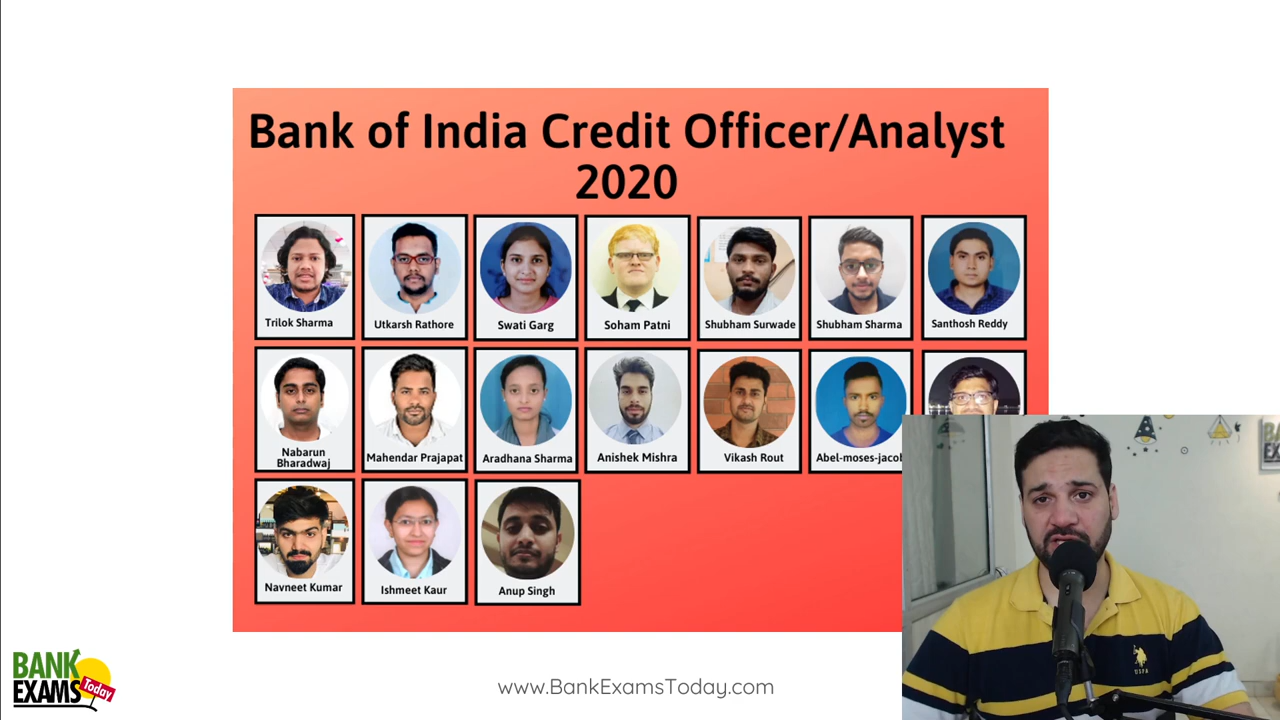 Bank of India Credit Officer/Analyst
2020
Trilok Sharma
Utkarsh Rathore
Swati Garg
Soham Patni
Shubham Surwade
Shubham Sharma
Santhosh Reddy
Nabarun
Bharadwaj
Mahendar Prajapat
Aradhana Sharma
Anishek Mishra
Vikash Rout
Abel-moses-jacob
Navneet Kumar
Ishmeet Kaur
Anup Singh
BANK
EXAMS
Today
www.BankExamsToday.com
USPA